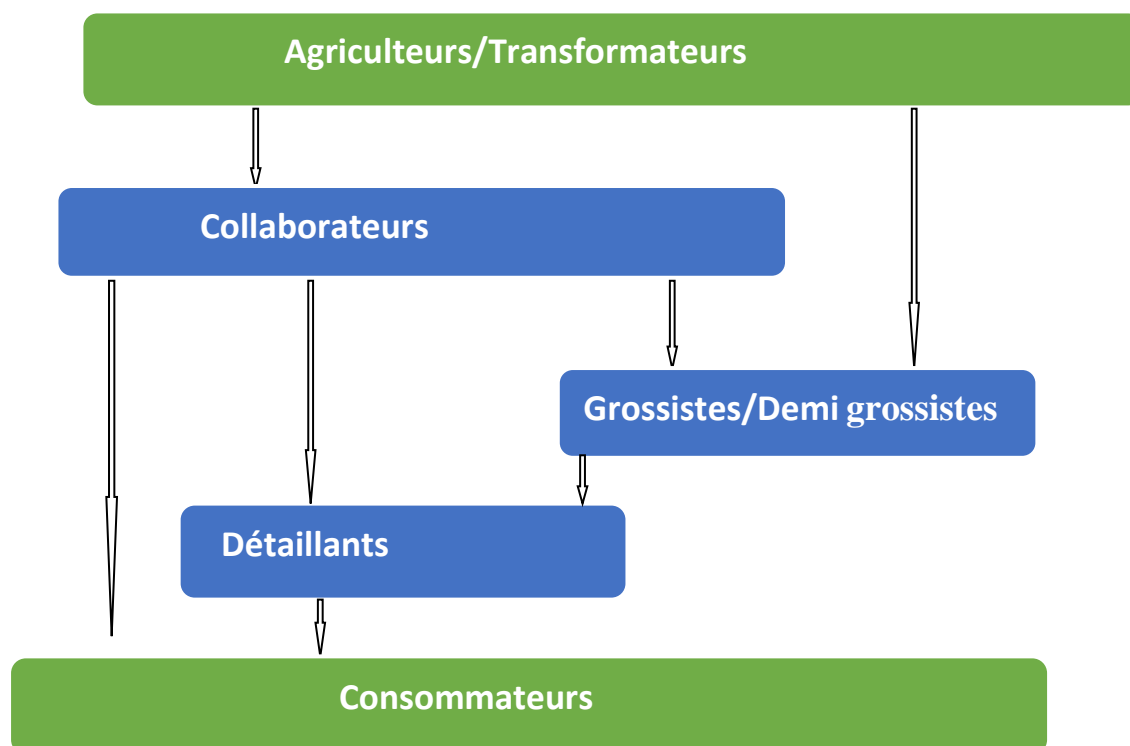 Agriculteurs/Transformateurs
Collaborateurs
Grossistes/Demi grossistes
Détaillants
Consommateurs